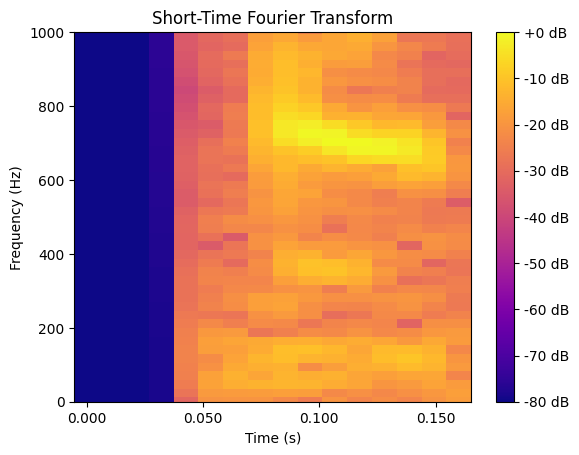 Short-Time Fourier Transform
1000
800
600
400
200
0
Frequency (Hz)
0.000
0.050
0.100
0.150
Time (s)
+0 dB
-10 dB
-20 dB
-30 dB
-40 dB
-50 dB
-60 dB
-70 dB
-80 dB